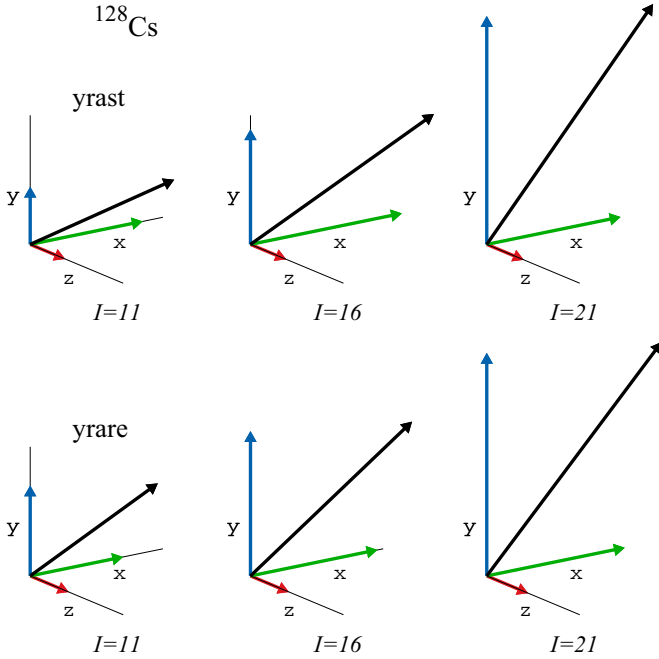 ¹²⁸Cs
yrast
y
x
z
I=11
y
x
z
I=16
y
x
z
I=21
yrare
y
x
z
I=11
y
x
z
I=16
y
x
z
I=21